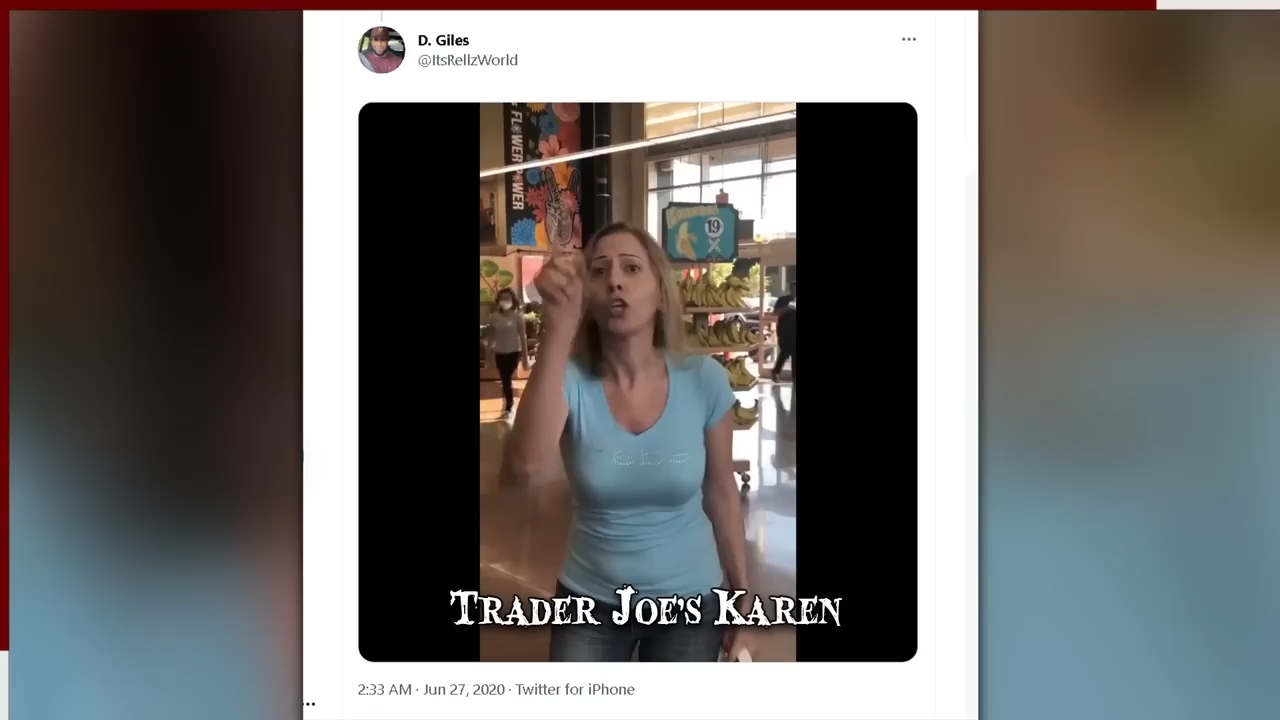 D. Giles
@ItsRellzWorld
FLOWER POWER
19
TRADER JOE'S KAREN
2:33 AM · Jun 27, 2020 · Twitter for iPhone